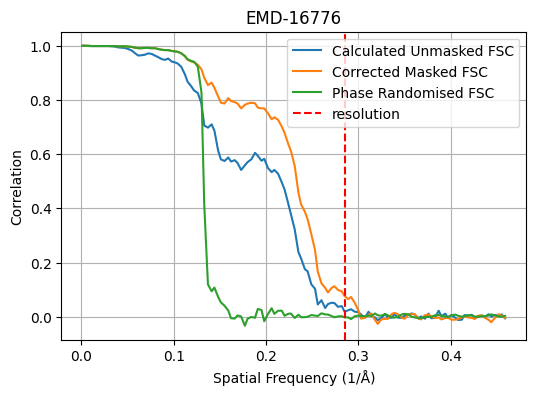 EMD-16776
Calculated Unmasked FSC
Corrected Masked FSC
Phase Randomised FSC
resolution
Correlation
1.0
0.8
0.6
0.4
0.2
0.0
0.0 0.1 0.2 0.3 0.4
Spatial Frequency (1/Å)